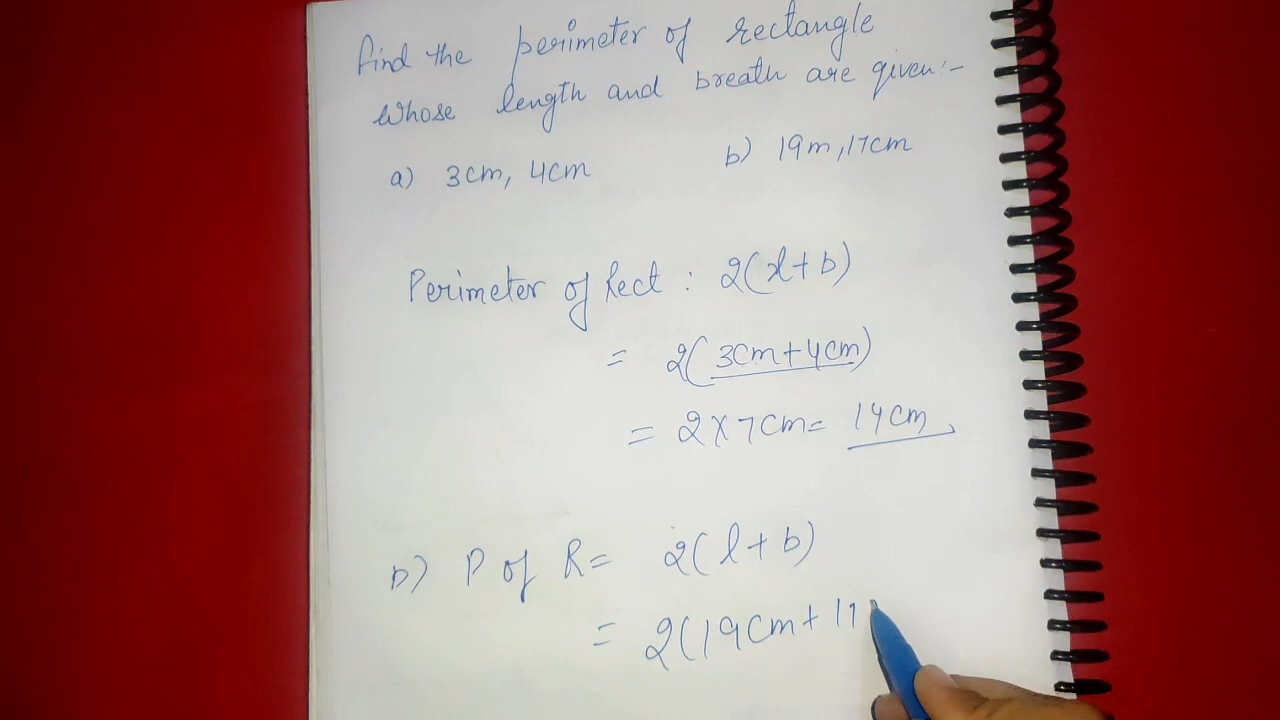 find the perimeter of rectangle
whose length and breath are given:-
a) 3cm, 4cm b) 19m, 17cm
Perimeter of Rect : 2(l+b)
= 2(3cm+4cm)
= 2x7cm= 14cm
b) P of R= 2(l+b)
= 2(19cm+17